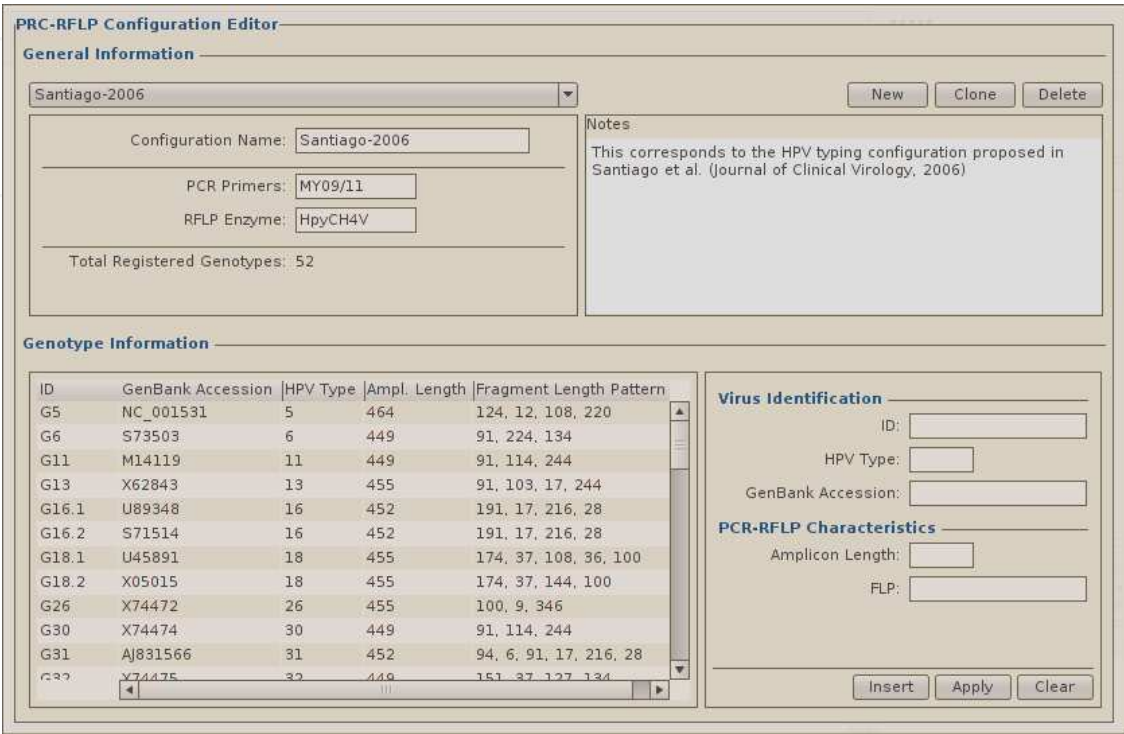 PRC-RFLP Configuration Editor
General Information
Santiago-2006
New Clone Delete
Configuration Name: Santiago-2006
PCR Primers: MY09/11
RFLP Enzyme: HpyCH4V
Total Registered Genotypes: 52
Notes
This corresponds to the HPV typing configuration proposed in
Santiago et al. (Journal of Clinical Virology, 2006)
Genotype Information
ID GenBank Accession HPV Type Ampl. Length Fragment Length Pattern
G5 NC_001531 5 464 124, 12, 108, 220
G6 S73503 6 449 91, 224, 134
G11 M14119 11 449 91, 114, 244
G13 X62843 13 455 91, 103, 17, 244
G16.1 U89348 16 452 191, 17, 216, 28
G16.2 S71514 16 452 191, 17, 216, 28
G18.1 U45891 18 455 174, 37, 108, 36, 100
G18.2 X05015 18 455 174, 37, 144, 100
G26 X74472 26 455 100, 9, 346
G30 X74474 30 449 91, 114, 244
G31 AJ831566 31 452 94, 6, 91, 17, 216, 28
G32 X74475 32 449 151, 37, 127, 134
Virus Identification
ID:
HPV Type:
GenBank Accession:
PCR-RFLP Characteristics
Amplicon Length:
FLP:
Insert Apply Clear